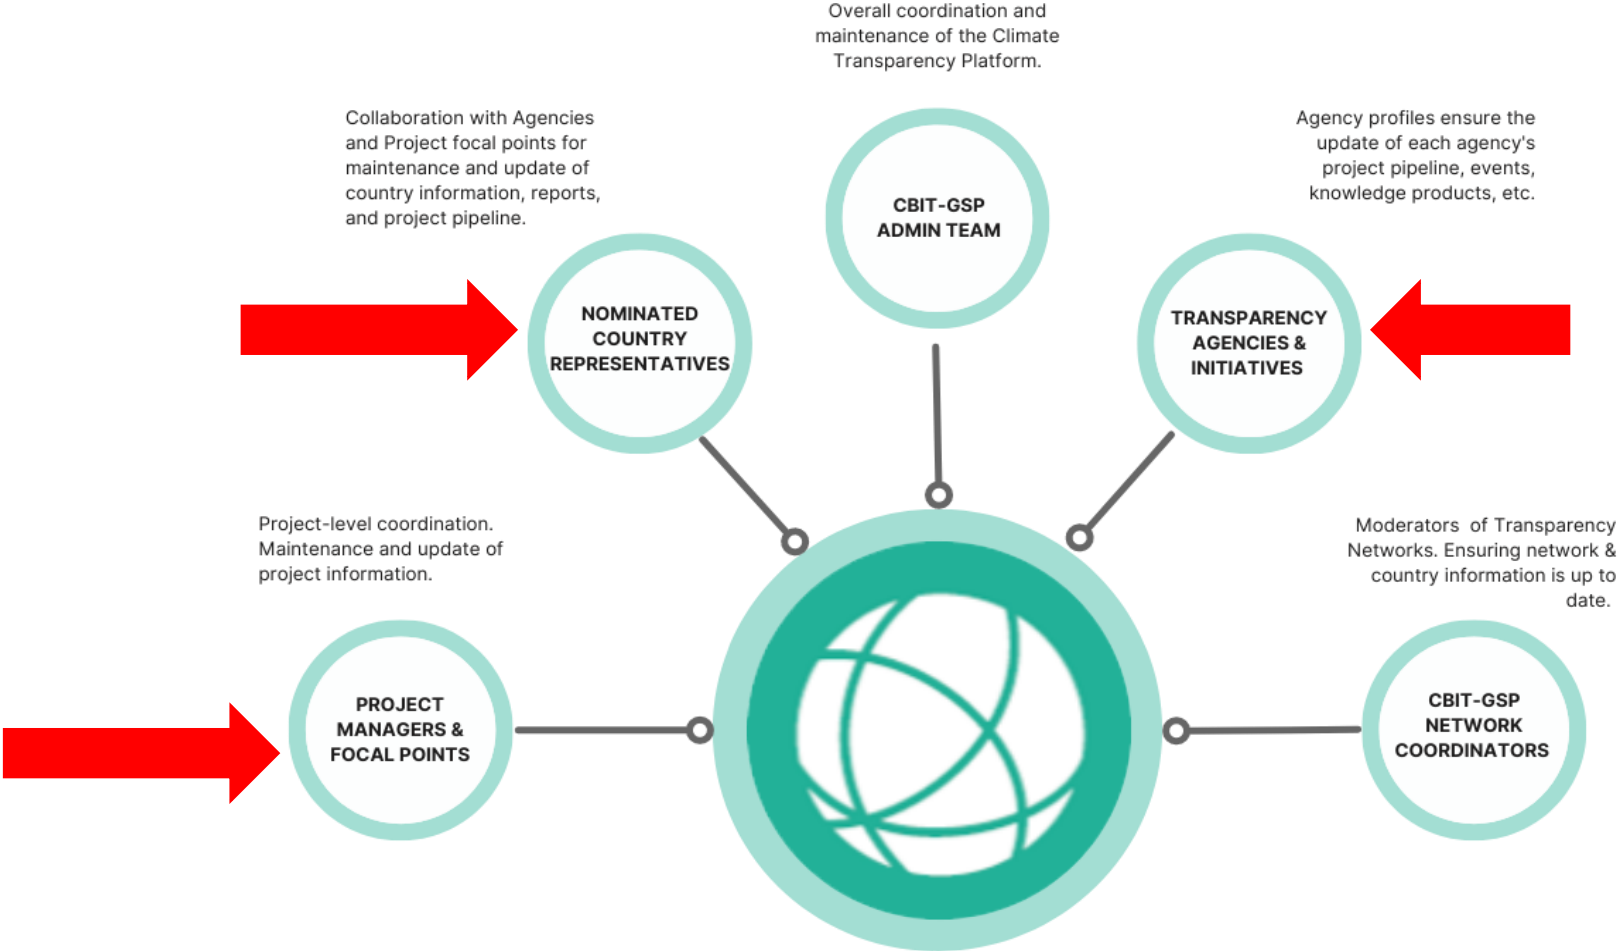 Overall coordination and
maintenance of the Climate
Transparency Platform.
CBIT-GSP
ADMIN TEAM
Collaboration with Agencies
and Project focal points for
maintenance and update of
country information, reports,
and project pipeline.
NOMINATED
COUNTRY
REPRESENTATIVES
Agency profiles ensure the
update of each agency's
project pipeline, events,
knowledge products, etc.
TRANSPARENCY
AGENCIES &
INITIATIVES
Project-level coordination.
Maintenance and update of
project information.
PROJECT
MANAGERS &
FOCAL POINTS
Moderators of Transparency
Networks. Ensuring network &
country information is up to
date.
CBIT-GSP
NETWORK
COORDINATORS